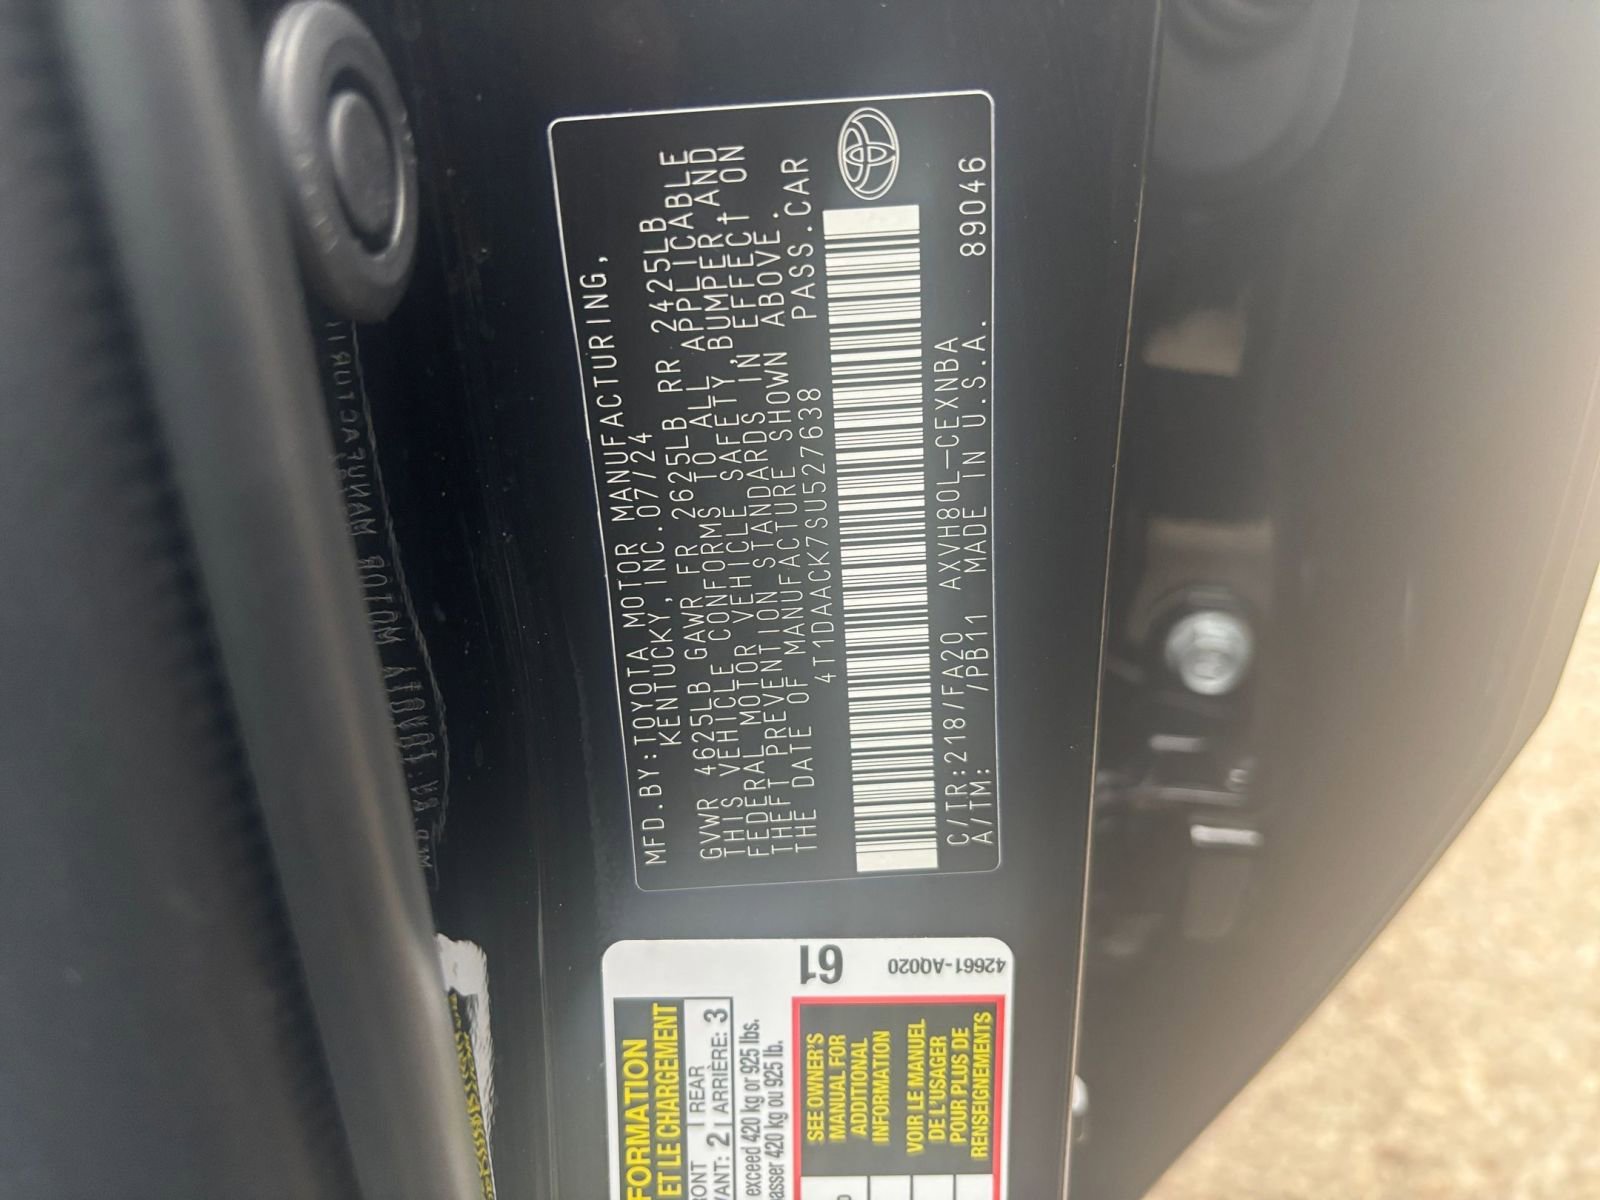 MFD.BY:TOYOTA MOTOR MANUFACTURING,
KENTUCKY,INC.07/24
GVWR 4625LB GAWR FR 2625LB RR 2425LB
THIS VEHICLE CONFORMS TO ALL APPLICABLE
FEDERAL MOTOR VEHICLE SAFETY,BUMPER,AND
THEFT PREVENTION STANDARDS IN EFFECT ON
THE DATE OF MANUFACTURE SHOWN ABOVE.
4T1DAACK7SU527638 PASS.CAR
C/TR:218/FA20 AXVH80L-CEXNBA 89046
A/TM: /PB11 MADE IN U.S.A.
FORMATION
ET LE CHARGEMENT
REAR
2 ARRIÈRE: 3
exceed 420 kg or 925 lbs.
420 kg ou 925 lb.
61
42661-AQ020
SEE OWNER'S
MANUAL FOR
ADDITIONAL
INFORMATION
VOIR LE MANUEL
DE L'USAGER
POUR PLUS DE
RENSEIGNEMENTS